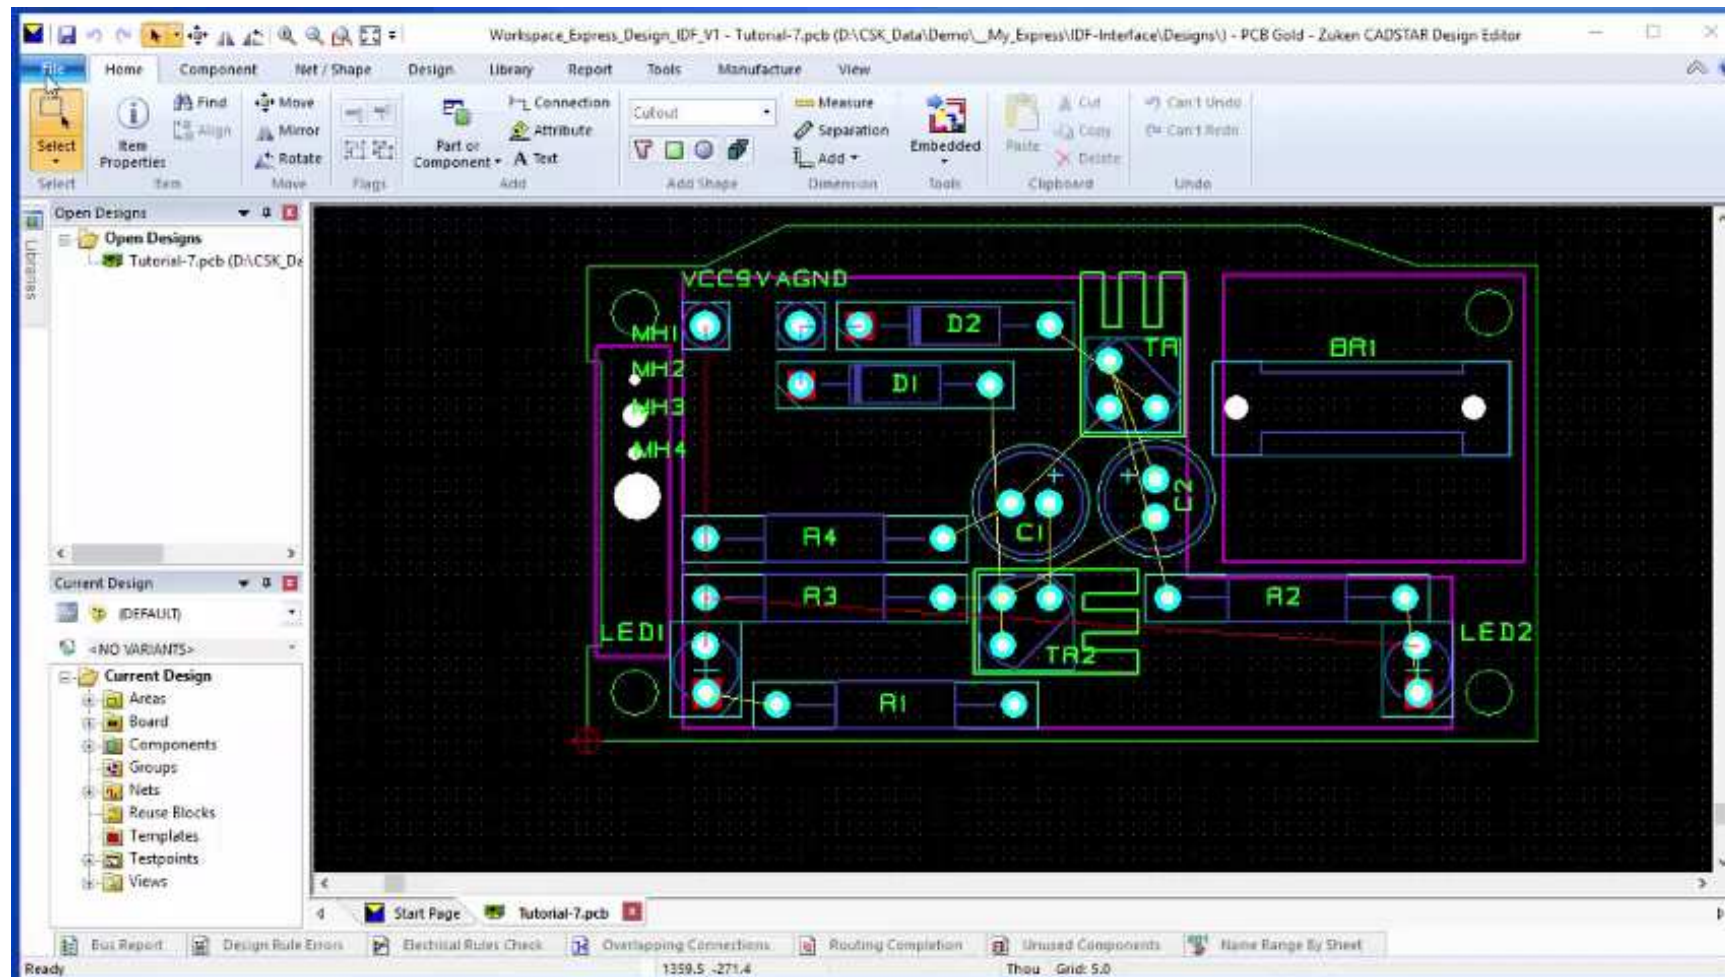 Workspace_Express_Design_IDF_V1 - Tutorial-7.pcb (D:\CSK_Data\Demo\__My_Express\IDF-Interface\Designs\) - PCB Gold - Zuken CADSTAR Design Editor
File Home Component Net / Shape Design Library Report Tools Manufacture View
Find Move Connection Cutout Measure Cut Can't Undo
Align Mirror Attribute Separation Copy Can't Redo
Select Item Properties Rotate Part or Component Text Add Embedded Paste Delete
Select Item Move Flags Add Add Shape Dimension Tools Clipboard Undo
Libraries
Open Designs
Open Designs
Tutorial-7.pcb (D:\CSK_Da
Current Design
(DEFAULT)
<NO VARIANTS>
Current Design
Areas
Board
Components
Groups
Nets
Reuse Blocks
Templates
Testpoints
Views
VCC9VAGND
MH1
D2
TR
BR1
MH2
D1
MH3
MH4
C2
R4
C1
R3
R2
LED1
LED2
TR2
R1
Start Page Tutorial-7.pcb
Bus Report Design Rule Errors Electrical Rules Check Overlapping Connections Routing Completion Unused Components Name Range By Sheet
Ready 1359.5 -271.4 Thou Grid: 5.0